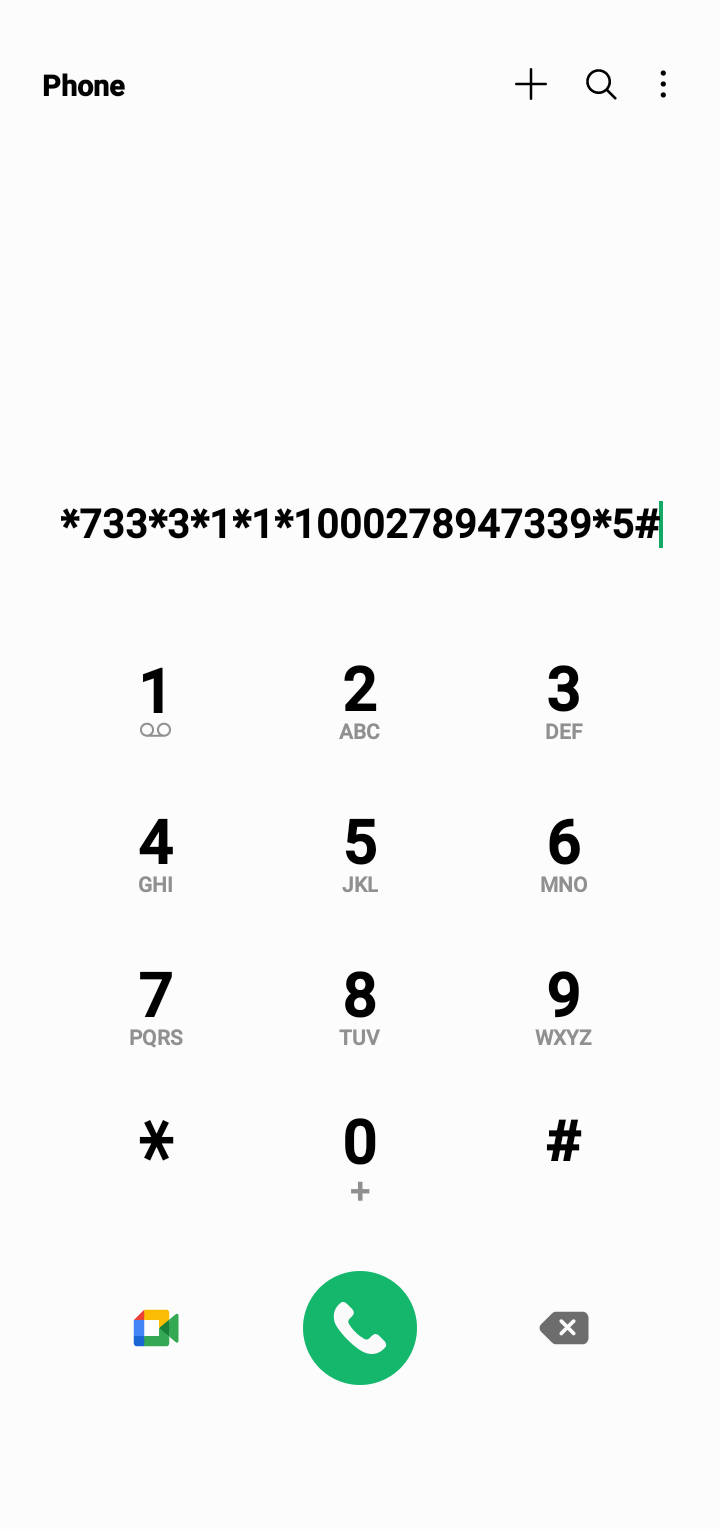 Phone
*733*3*1*1*1000278947339*5#
1 2 3
ABC DEF
4 5 6
GHI JKL MNO
7 8 9
PQRS TUV WXYZ
* 0 #
+